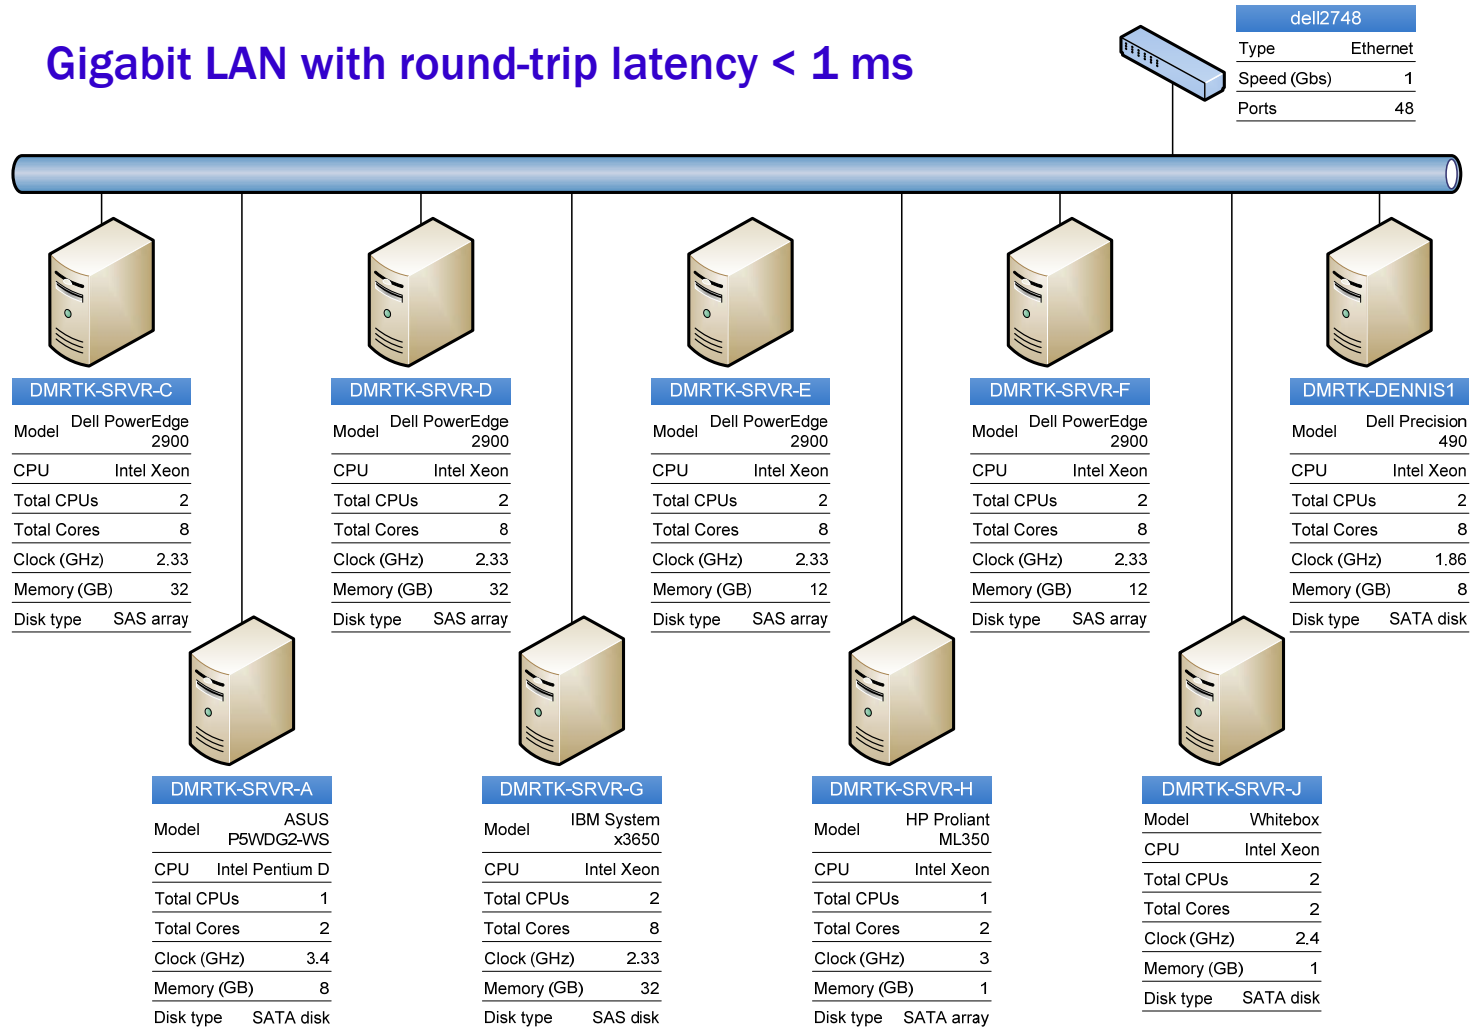 Gigabit LAN with round-trip latency < 1 ms
dell2748
Type Ethernet
Speed (Gbs) 1
Ports 48
DMRTK-SRVR-C
Model Dell PowerEdge
2900
CPU Intel Xeon
Total CPUs 2
Total Cores 8
Clock (GHz) 2.33
Memory (GB) 32
Disk type SAS array
DMRTK-SRVR-D
Model Dell PowerEdge
2900
CPU Intel Xeon
Total CPUs 2
Total Cores 8
Clock (GHz) 2.33
Memory (GB) 32
Disk type SAS array
DMRTK-SRVR-E
Model Dell PowerEdge
2900
CPU Intel Xeon
Total CPUs 2
Total Cores 8
Clock (GHz) 2.33
Memory (GB) 12
Disk type SAS array
DMRTK-SRVR-F
Model Dell PowerEdge
2900
CPU Intel Xeon
Total CPUs 2
Total Cores 8
Clock (GHz) 2.33
Memory (GB) 12
Disk type SAS array
DMRTK-DENNIS1
Model Dell Precision
490
CPU Intel Xeon
Total CPUs 2
Total Cores 8
Clock (GHz) 1.86
Memory (GB) 8
Disk type SATA disk
DMRTK-SRVR-A
Model ASUS
P5WDG2-WS
CPU Intel Pentium D
Total CPUs 1
Total Cores 2
Clock (GHz) 3.4
Memory (GB) 8
Disk type SATA disk
DMRTK-SRVR-G
Model IBM System
x3650
CPU Intel Xeon
Total CPUs 2
Total Cores 8
Clock (GHz) 2.33
Memory (GB) 32
Disk type SAS disk
DMRTK-SRVR-H
Model HP Proliant
ML350
CPU Intel Xeon
Total CPUs 1
Total Cores 2
Clock (GHz) 3
Memory (GB) 1
Disk type SATA array
DMRTK-SRVR-J
Model Whitebox
CPU Intel Xeon
Total CPUs 2
Total Cores 2
Clock (GHz) 2.4
Memory (GB) 1
Disk type SATA disk